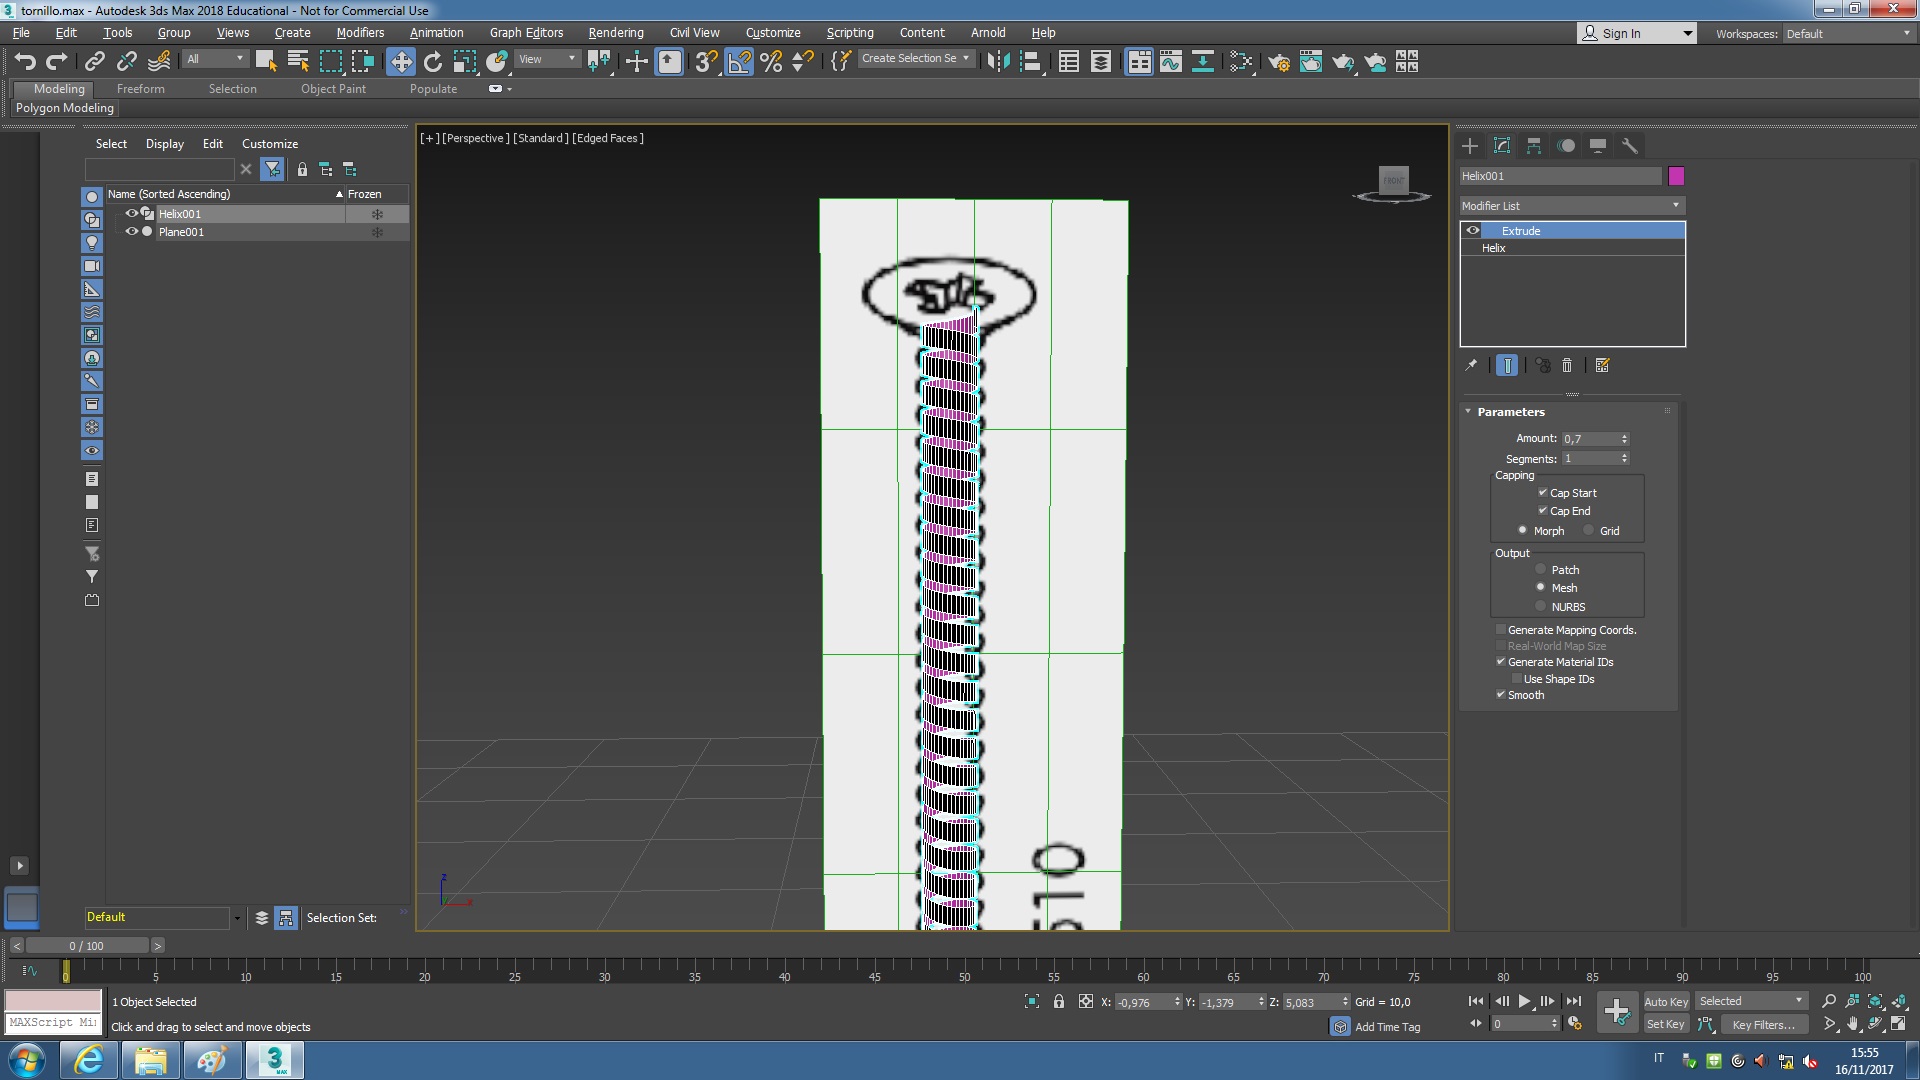 tornillo.max - Autodesk 3ds Max 2018 Educational - Not for Commercial Use
File Edit Tools Group Views Create Modifiers Animation Graph Editors Rendering Civil View Customize Scripting Content Arnold Help
Sign In Workspaces: Default
All View Create Selection Se
Modeling Freeform Selection Object Paint Populate
Polygon Modeling
Select Display Edit Customize
Name (Sorted Ascending) Frozen
Helix001
Plane001
[+] [Perspective] [Standard] [Edged Faces]
FRONT
z
x
Helix001
Modifier List
Extrude
Helix
Parameters
Amount: 0,7
Segments: 1
Capping
Cap Start
Cap End
Morph Grid
Output
Patch
Mesh
NURBS
Generate Mapping Coords.
Real-World Map Size
Generate Material IDs
Use Shape IDs
Smooth
Default Selection Set:
0 / 100
0 5 10 15 20 25 30 35 40 45 50 55 60 65 70 75 80 85 90 95 100
1 Object Selected
X: -0,976 Y: -1,379 Z: 5,083 Grid = 10,0
Auto Key Selected
MAXScript Mi
Click and drag to select and move objects
Add Time Tag
0
Set Key Key Filters...
IT
15:55
16/11/2017